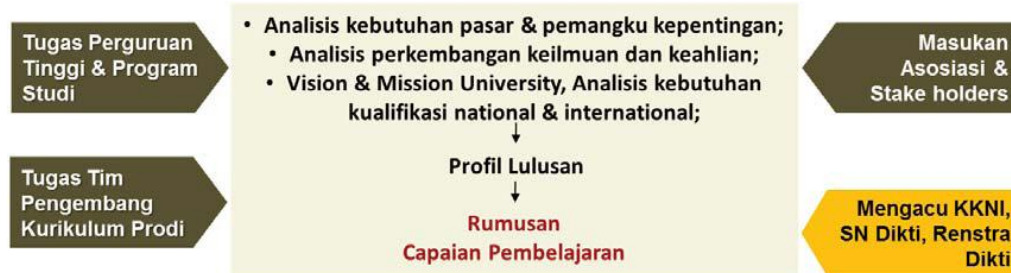 Tugas Perguruan
Tinggi & Program
Studi
• Analisis kebutuhan pasar & pemangku kepentingan;
• Analisis perkembangan keilmuan dan keahlian;
• Vision & Mission University, Analisis kebutuhan
kualifikasi national & international;
Masukan
Asosiasi &
Stake holders
Tugas Tim
Pengembang
Kurikulum Prodi
Profil Lulusan
Rumusan
Capaian Pembelajaran
Mengacu KKNI,
SN Dikti, Renstra
Dikti